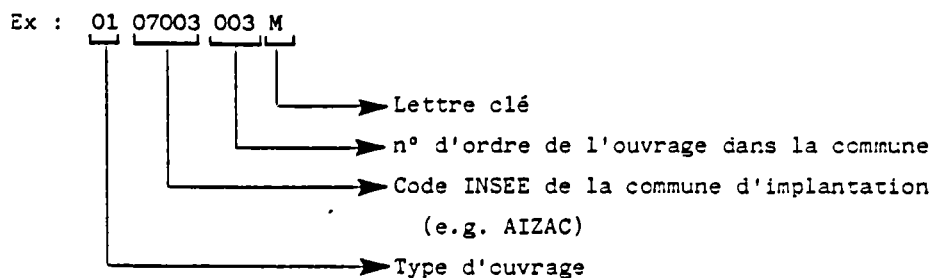 Ex : 01 07003 003 M
Lettre clé
n° d'ordre de l'ouvrage dans la commune
Code INSEE de la commune d'implantation
(e.g. AIZAC)
Type d'ouvrage